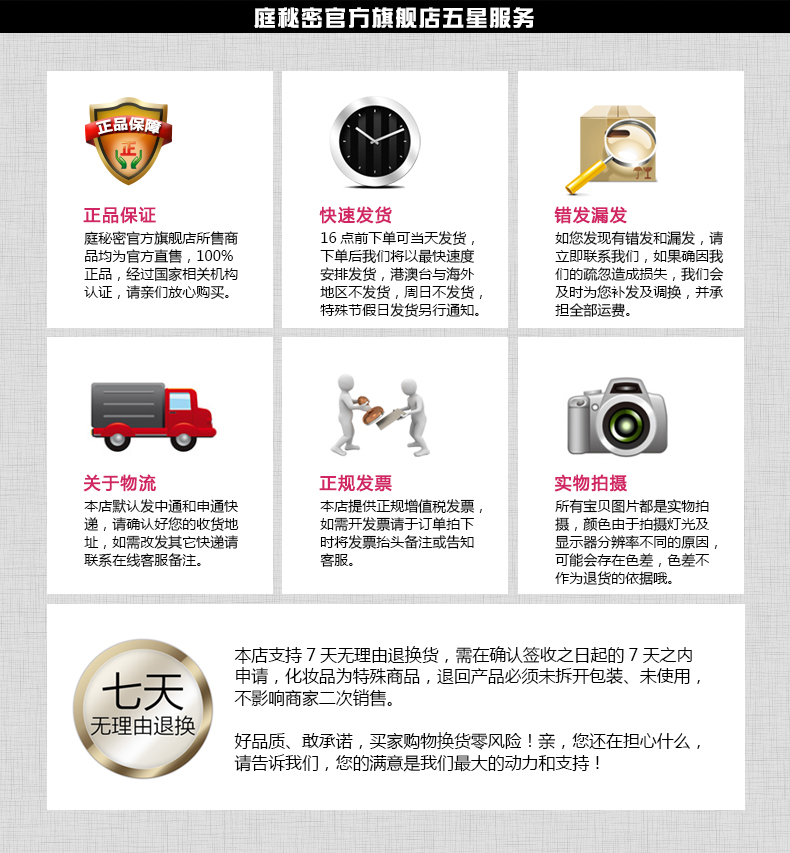 庭秘密官方旗舰店五星服务
正品保障
正
正品保证
庭秘密官方旗舰店所售商
品均为官方直售，100%
正品，经过国家相关机构
认证，请亲们放心购买。
快速发货
16 点前下单可当天发货，
下单后我们将以最快速度
安排发货，港澳台与海外
地区不发货，周日不发货，
特殊节假日发货另行通知。
错发漏发
如您发现有错发和漏发，请
立即联系我们，如果确因我
们的疏忽造成损失，我们会
及时为您补发及调换，并承
担全部运费。
关于物流
本店默认发中通和申通快
递，请确认好您的收货地
址，如需改发其它快递请
联系在线客服备注。
正规发票
本店提供正规增值税发票，
如需开发票请于订单拍下
时将发票抬头备注或告知
客服。
实物拍摄
所有宝贝图片都是实物拍
摄，颜色由于拍摄灯光及
显示器分辨率不同的原因，
可能会存在色差，色差不
作为退货的依据哦。
七天
无理由退换
本店支持 7 天无理由退换货，需在确认签收之日起的 7 天之内
申请，化妆品为特殊商品，退回产品必须未拆开包装、未使用，
不影响商家二次销售。
好品质、敢承诺，买家购物换货零风险！亲，您还在担心什么，
请告诉我们，您的满意是我们最大的动力和支持！